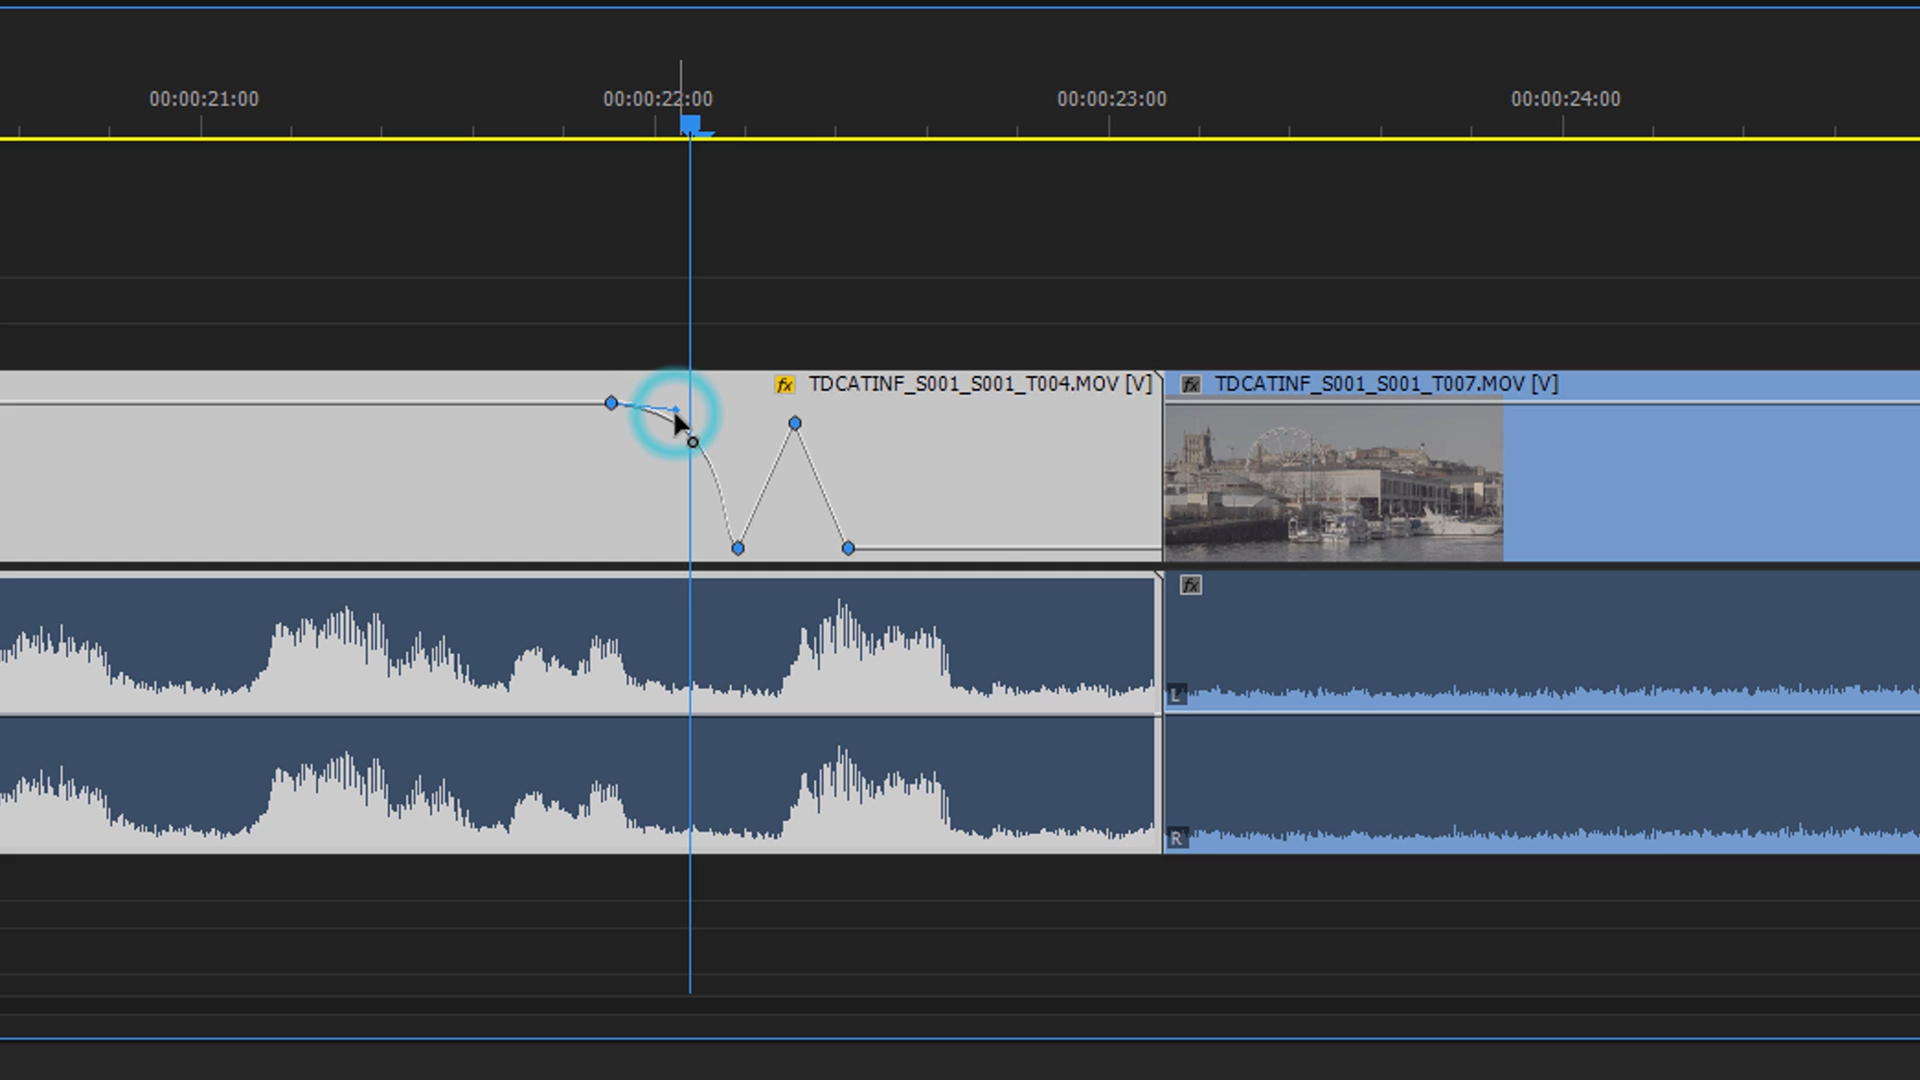 00:00:21:00 00:00:22:00 00:00:23:00 00:00:24:00
fx TDCATINF_S001_S001_T004.MOV [V] fx TDCATINF_S001_S001_T007.MOV [V]
fx
L
R